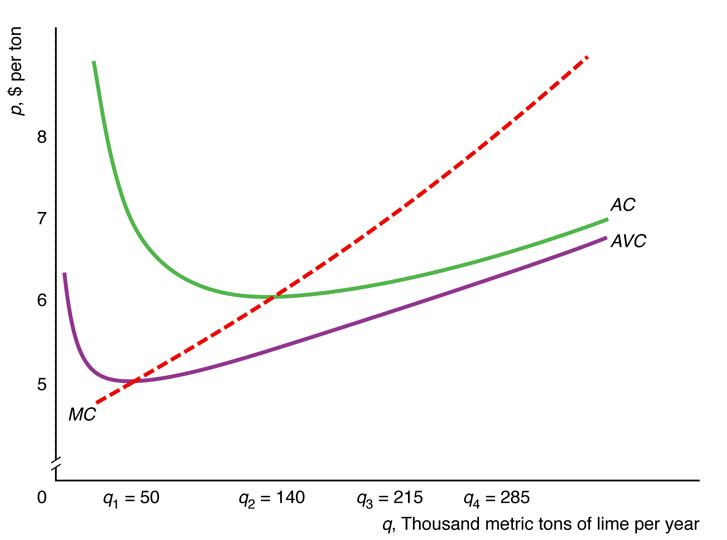 p, $ per ton
8
7
6
5
AC
AVC
MC
0
q1 = 50
q2 = 140
q3 = 215
q4 = 285
q, Thousand metric tons of lime per year